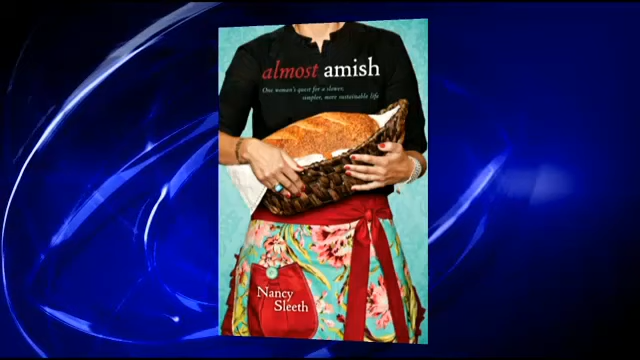 almost amish
One woman's quest for a slower,
simpler, more sustainable life
Nancy
Sleeth